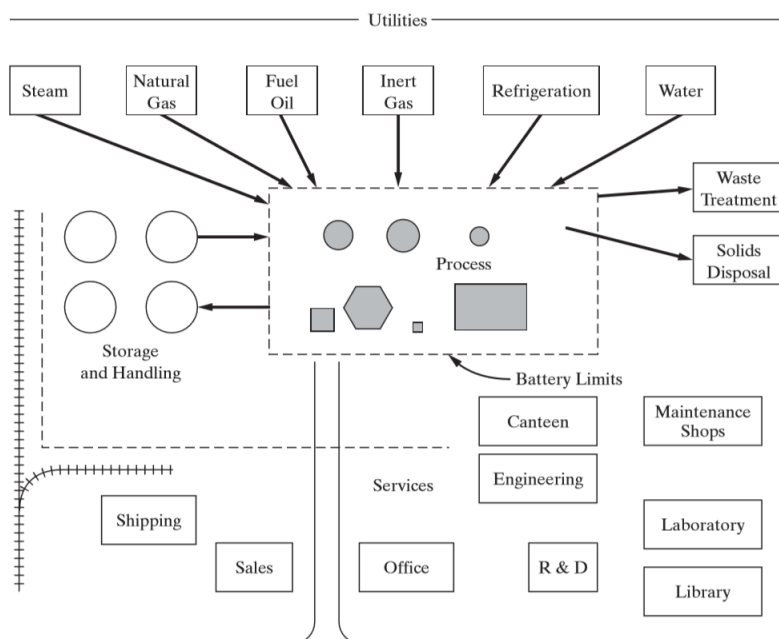 Utilities
Steam
Natural
Gas
Fuel
Oil
Inert
Gas
Refrigeration
Water
Waste
Treatment
Solids
Disposal
Process
Storage
and Handling
Battery Limits
Canteen
Maintenance
Shops
Engineering
Services
Shipping
Laboratory
Sales
Office
R & D
Library